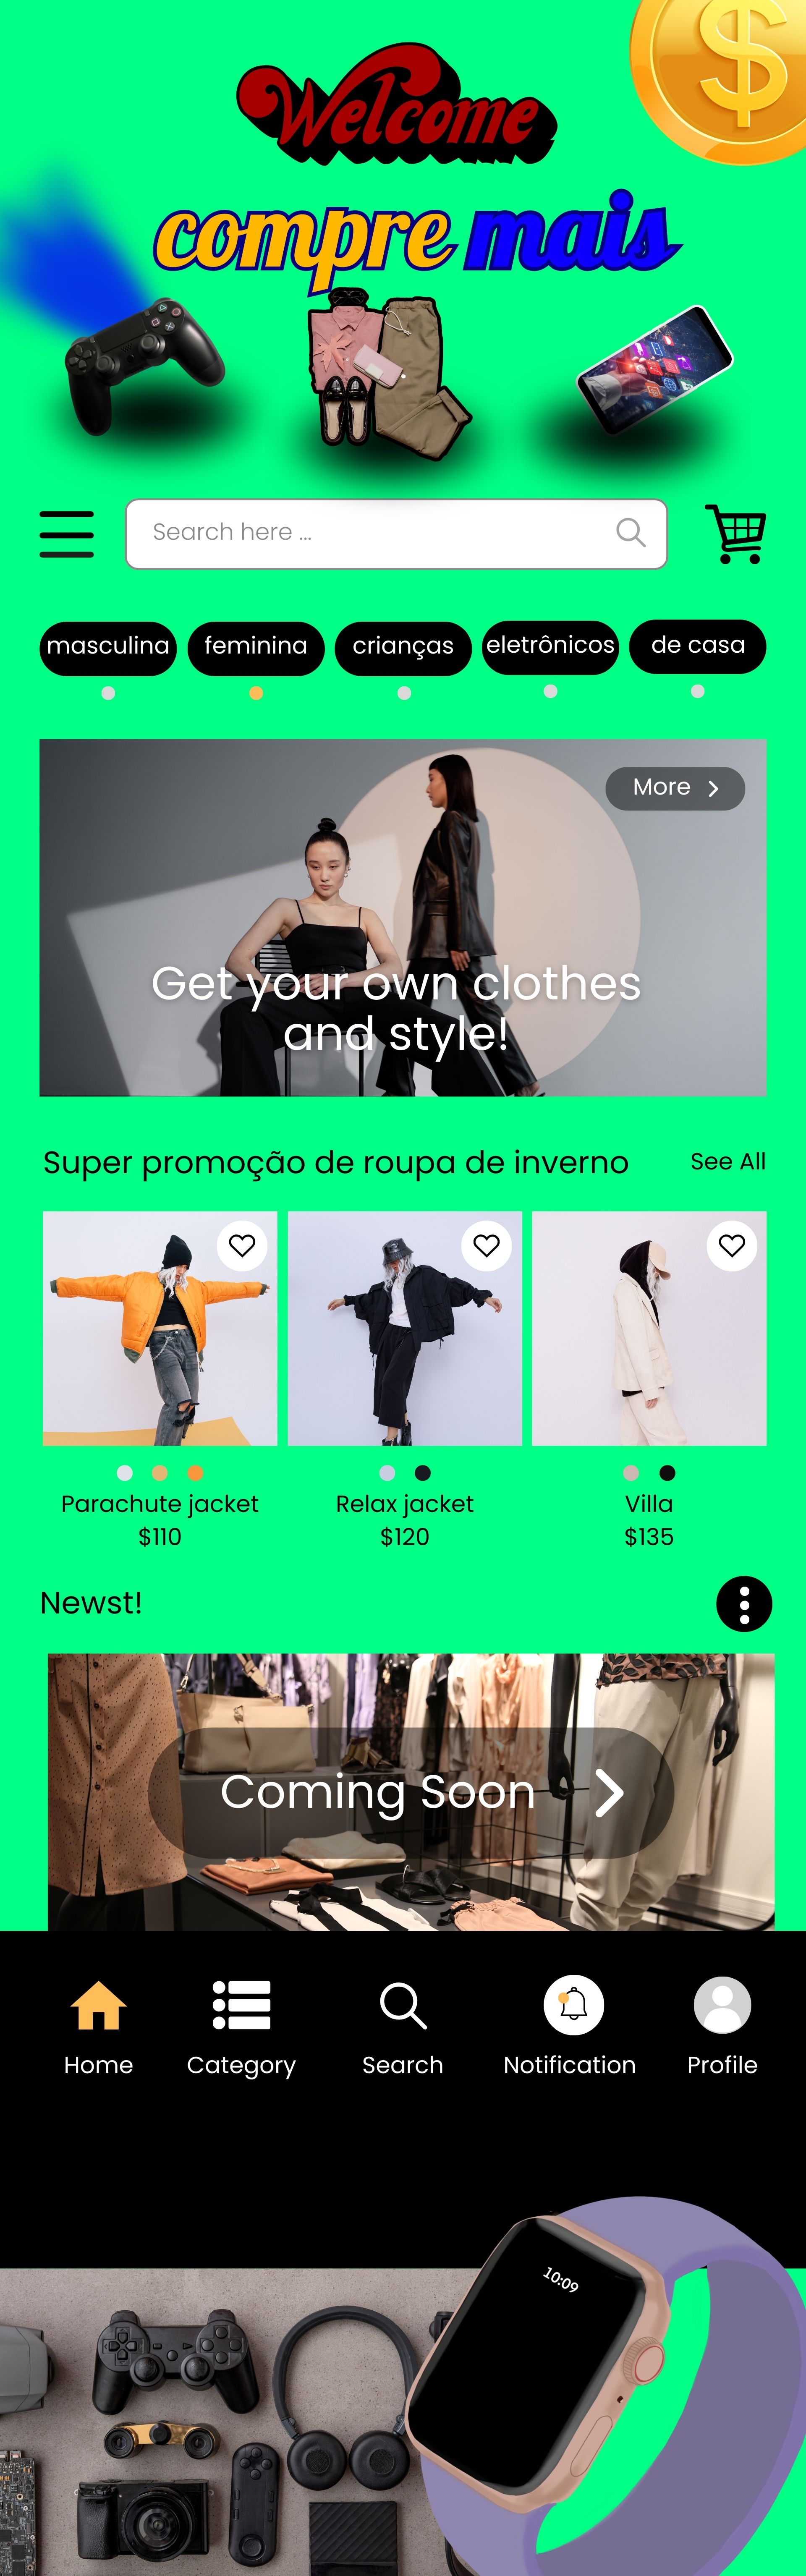 $
Welcome
compre mais
Search here ...
masculina
feminina
crianças
eletrônicos
de casa
More
Get your own clothes
and style!
Super promoção de roupa de inverno
See All
Parachute jacket
$110
Relax jacket
$120
Villa
$135
Newst!
Coming Soon
Home
Category
Search
Notification
Profile
10:09